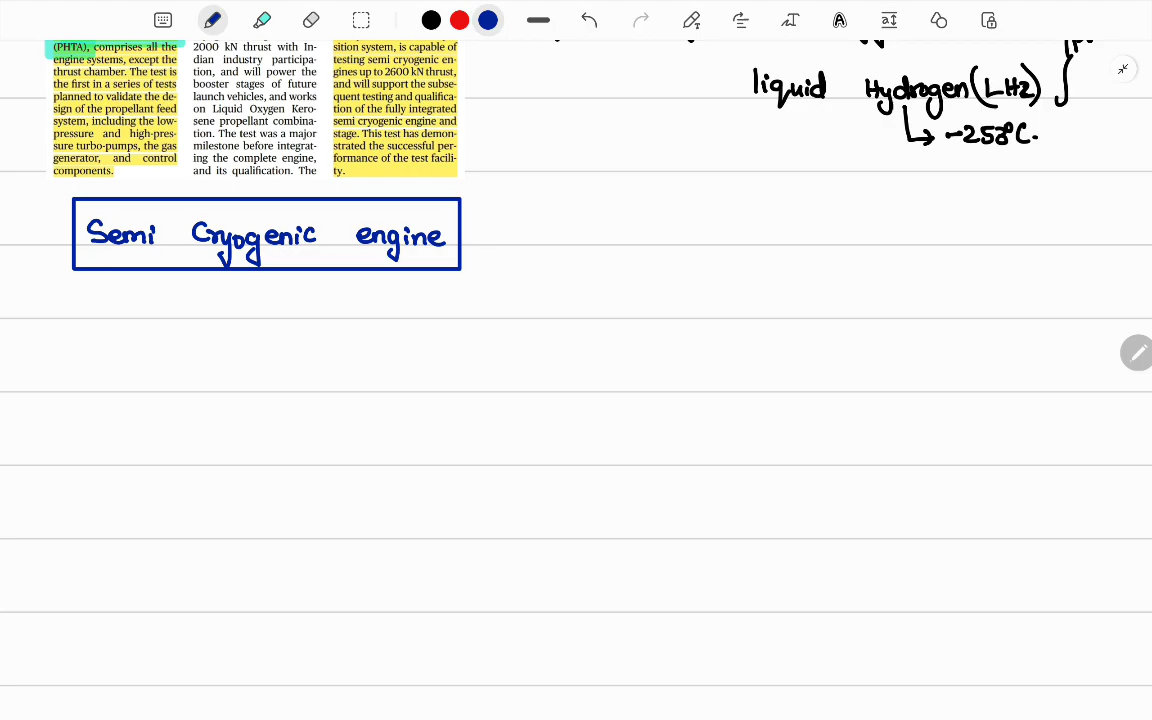 (PHTA), comprises all the
engine systems, except the
thrust chamber. The test is
the first in a series of tests
planned to validate the de-
sign of the propellant feed
system, including the low-
pressure and high-pres-
sure turbo-pumps, the gas
generator, and control
components.
2000 kN thrust with In-
dian industry participa-
tion, and will power the
booster stages of future
launch vehicles, and works
on Liquid Oxygen Kero-
sene propellant combina-
tion. The test was a major
milestone before integrat-
ing the complete engine,
and its qualification. The
sition system, is capable of
testing semi cryogenic en-
gines up to 2600 kN thrust,
and will support the subse-
quent testing and qualifica-
tion of the fully integrated
semi cryogenic engine and
stage. This test has demon-
strated the successful per-
formance of the test facili-
ty.
liquid Hydrogen (LH2)
→ -253°C.
Semi Cryogenic engine